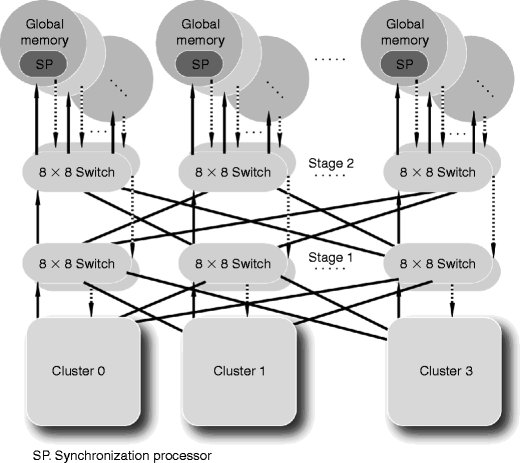 Global memory
SP
Global memory
SP
Global memory
SP
8 × 8 Switch
8 × 8 Switch
Stage 2
8 × 8 Switch
8 × 8 Switch
8 × 8 Switch
Stage 1
8 × 8 Switch
Cluster 0
Cluster 1
Cluster 3
SP. Synchronization processor